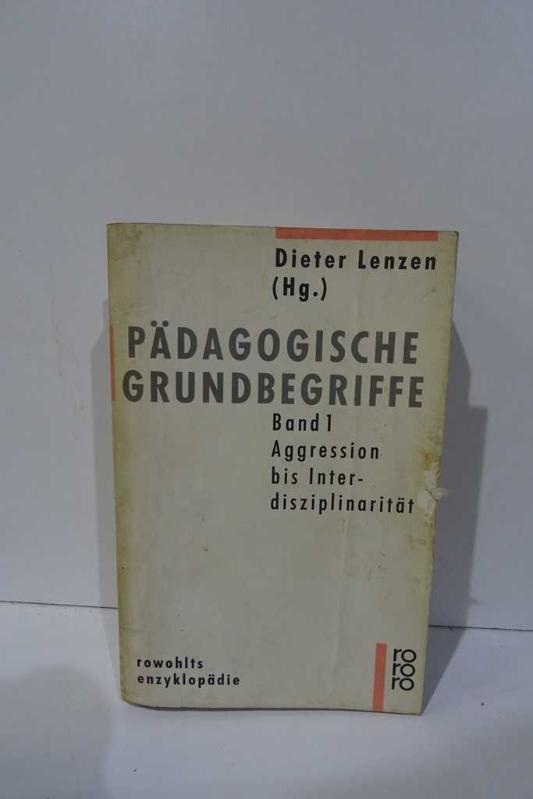 Dieter Lenzen
(Hg.)
PÄDAGOGISCHE
GRUNDBEGRIFFE
Band 1
Aggression
bis Inter-
disziplinarität
rowohlts
enzyklopädie
ro
ro
ro